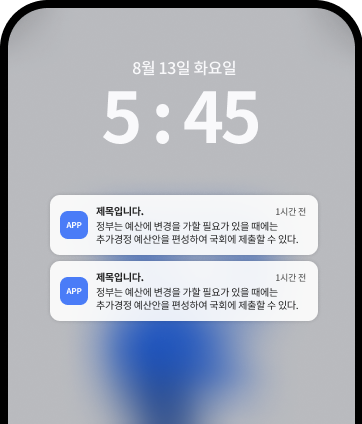 8월 13일 화요일
5:45
제목입니다.
1시간 전
APP
정부는 예산에 변경을 가할 필요가 있을 때에는
추가경정 예산안을 편성하여 국회에 제출할 수 있다.
제목입니다.
1시간 전
APP
정부는 예산에 변경을 가할 필요가 있을 때에는
추가경정 예산안을 편성하여 국회에 제출할 수 있다.